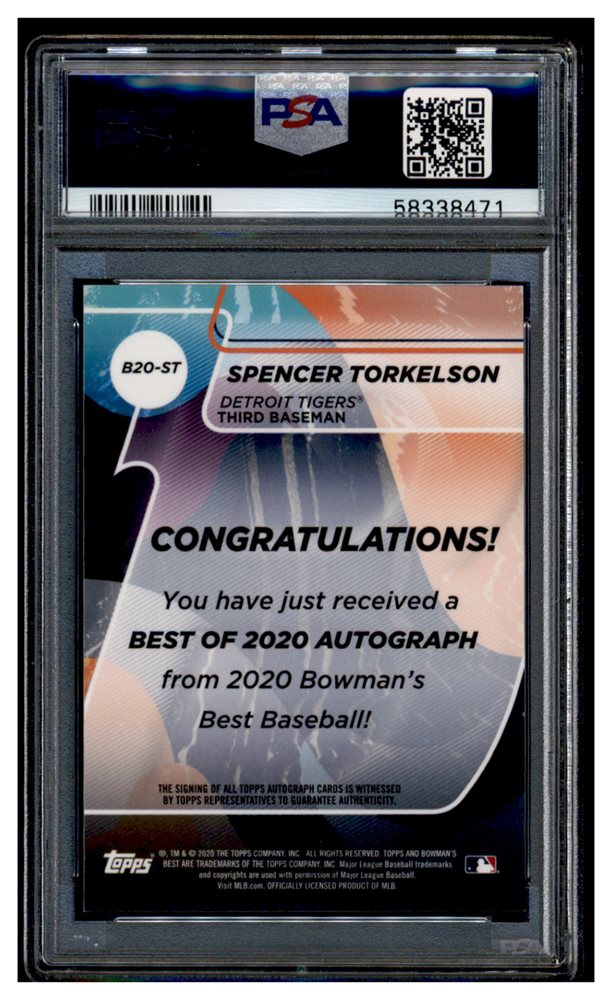 PSA
58338471
B20-ST
SPENCER TORKELSON
DETROIT TIGERS®
THIRD BASEMAN
CONGRATULATIONS!
You have just received a
BEST OF 2020 AUTOGRAPH
from 2020 Bowman's
Best Baseball!
THE SIGNING OF ALL TOPPS AUTOGRAPH CARDS IS WITNESSED
BY TOPPS REPRESENTATIVES TO GUARANTEE AUTHENTICITY.
topps
®, TM & © 2020 THE TOPPS COMPANY, INC. ALL RIGHTS RESERVED. TOPPS AND BOWMAN'S
BEST ARE TRADEMARKS OF THE TOPPS COMPANY, INC. Major League Baseball trademarks
and copyrights are used with permission of Major League Baseball.
Visit MLB.com. OFFICIALLY LICENSED PRODUCT OF MLB.
PSA